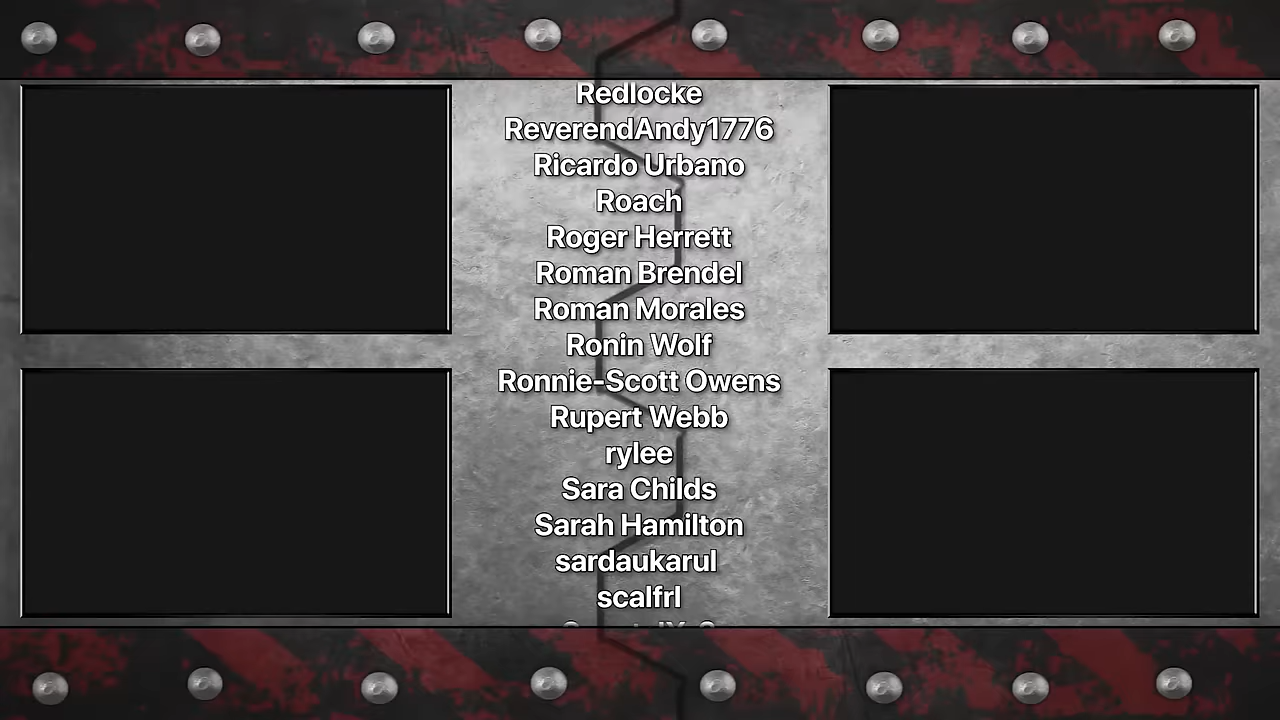 Redlocke
ReverendAndy1776
Ricardo Urbano
Roach
Roger Herrett
Roman Brendel
Roman Morales
Ronin Wolf
Ronnie-Scott Owens
Rupert Webb
rylee
Sara Childs
Sarah Hamilton
sardaukarul
scalfrl